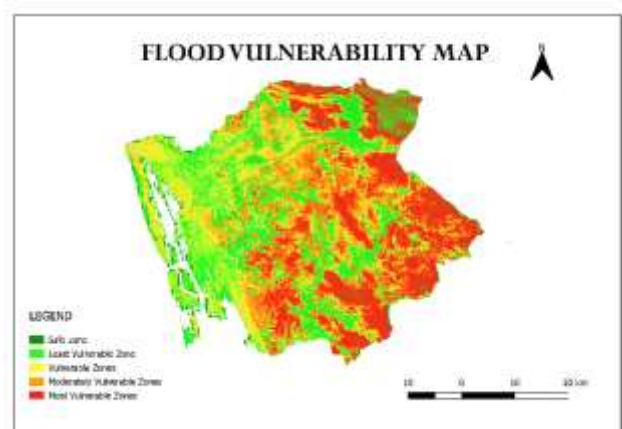 FLOOD VULNERABILITY MAP
N
LEGEND
Safe zone
Least Vulnerable Zone
Vulnerable Zones
Moderately Vulnerable Zones
Most Vulnerable Zones
10 0 10 20 km